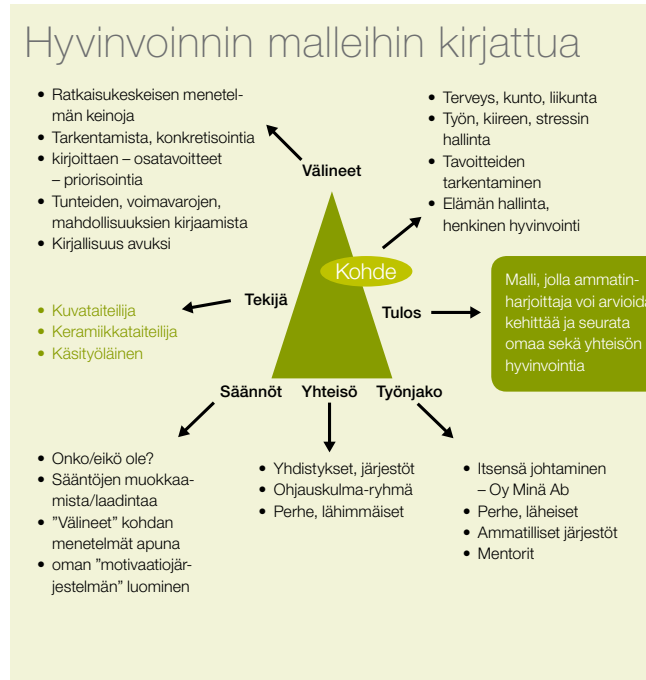 Hyvinvoinnin malleihin kirjattua
• Ratkaisukeskeisen menetel-
män keinoja
• Tarkentamista, konkretisointia
• kirjoittaen – osatavoitteet
– priorisointia
• Tunteiden, voimavarojen,
mahdollisuuksien kirjaamista
• Kirjallisuus avuksi
• Terveys, kunto, liikunta
• Työn, kiireen, stressin
hallinta
• Tavoitteiden
tarkentaminen
• Elämän hallinta,
henkinen hyvinvointi
Välineet
Kohde
Tekijä
• Kuvataiteilija
• Keramiikkataiteilija
• Käsityöläinen
Tulos
Malli, jolla ammatin-
harjoittaja voi arvioida
kehittää ja seurata
omaa sekä yhteisön
hyvinvointia
Säännöt Yhteisö Työnjako
• Onko/eikö ole?
• Sääntöjen muokkaa-
mista/laadintaa
• ”Välineet” kohdan
menetelmät apuna
• oman ”motivaatiojär-
jestelmän” luominen
• Yhdistykset, järjestöt
• Ohjauskulma-ryhmä
• Perhe, lähimmäiset
• Itsensä johtaminen
– Oy Minä Ab
• Perhe, läheiset
• Ammatilliset järjestöt
• Mentorit